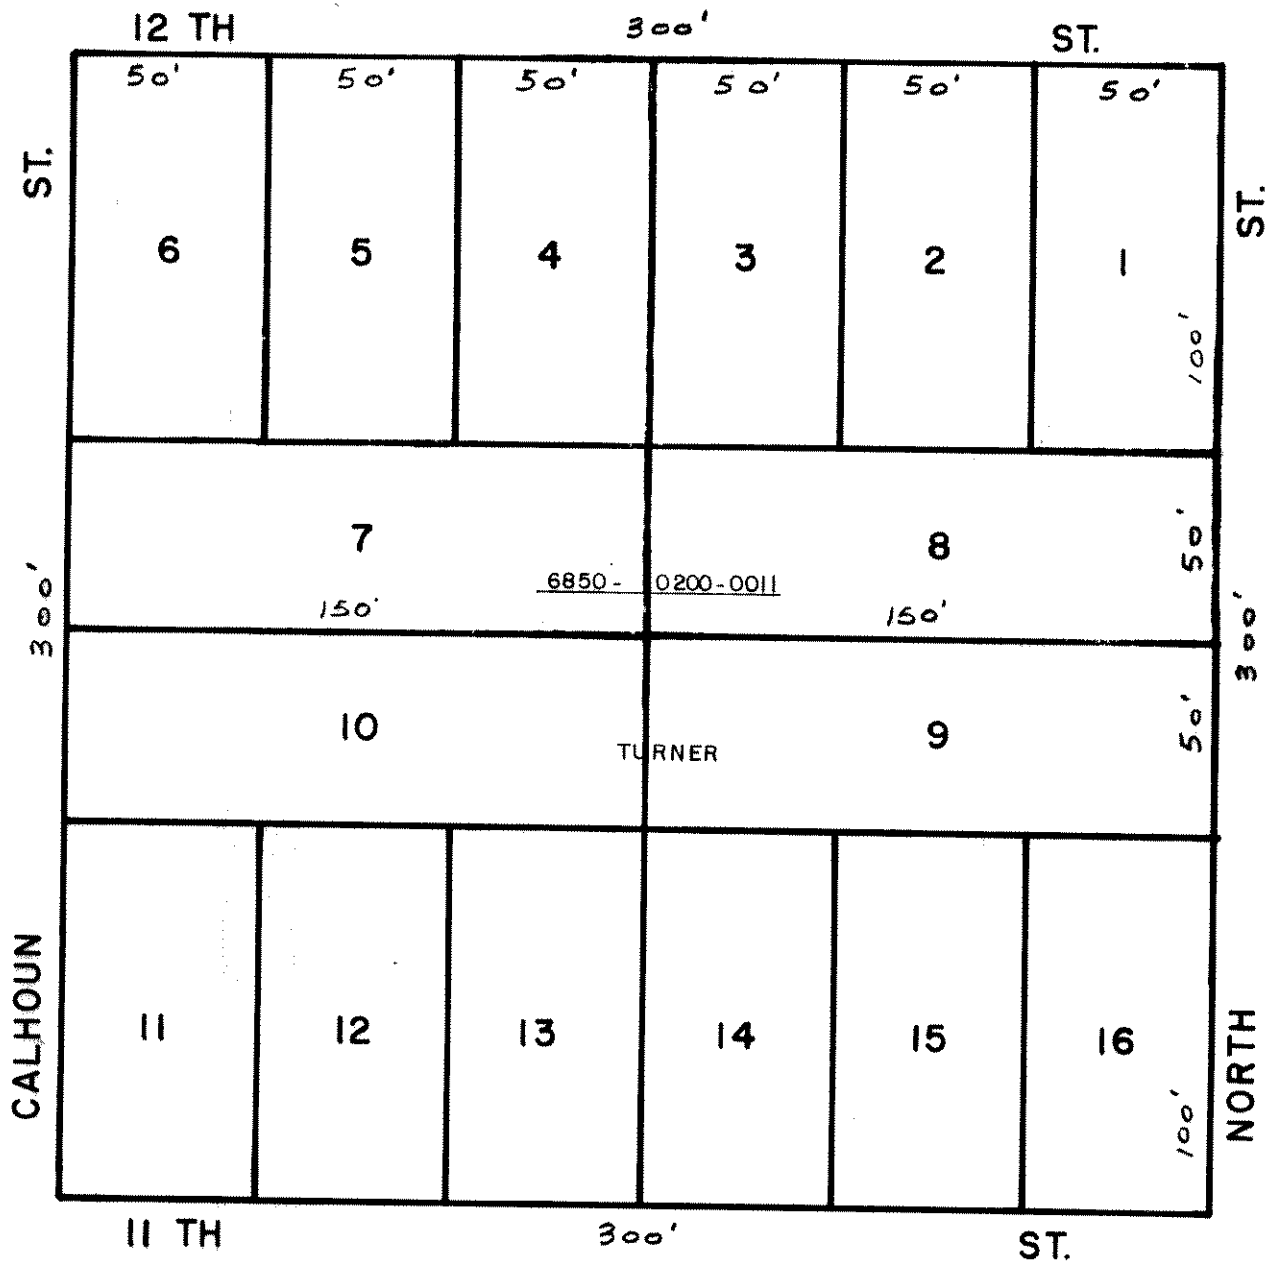 12 TH 300' ST.
50' 50' 50' 50' 50' 50'
ST.
ST.
6 5 4 3 2 1
100'
7 8
50'
6850- 0200-0011
150' 150'
300'
300'
10 9
50'
TURNER
CALHOUN
11 12 13 14 15 16
NORTH
100'
11 TH 300' ST.